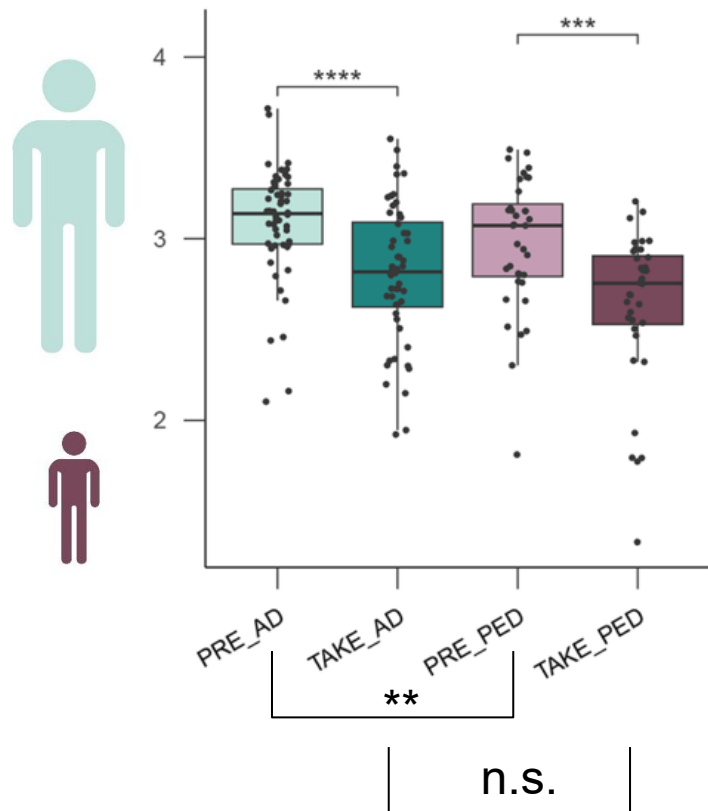 ***
4
****
3
2
PRE_AD
TAKE_AD
PRE_PED
TAKE_PED
**
n.s.